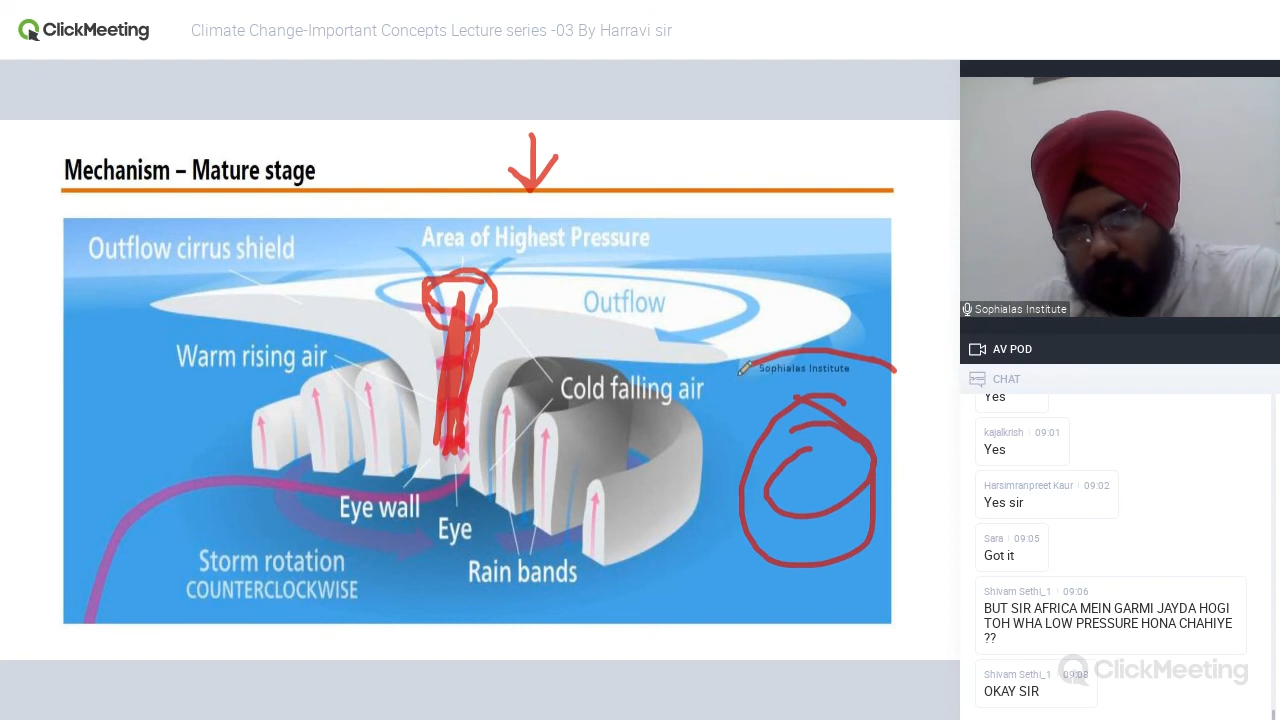 ClickMeeting
Climate Change-Important Concepts Lecture series -03 By Harravi sir
Mechanism – Mature stage
Outflow cirrus shield
Area of Highest Pressure
Outflow
Warm rising air
Cold falling air
Sophialas Institute
Eye wall
Eye
Rain bands
Storm rotation
COUNTERCLOCKWISE
Sophialas Institute
AV POD
CHAT
Yes
kajalkrish 09:01
Yes
Harsimranpreet Kaur 09:02
Yes sir
Sara 09:05
Got it
Shivam Sethi_1 09:06
BUT SIR AFRICA MEIN GARMI JAYDA HOGI
TOH WHA LOW PRESSURE HONA CHAHIYE
??
Shivam Sethi_1 09:08
OKAY SIR
ClickMeeting